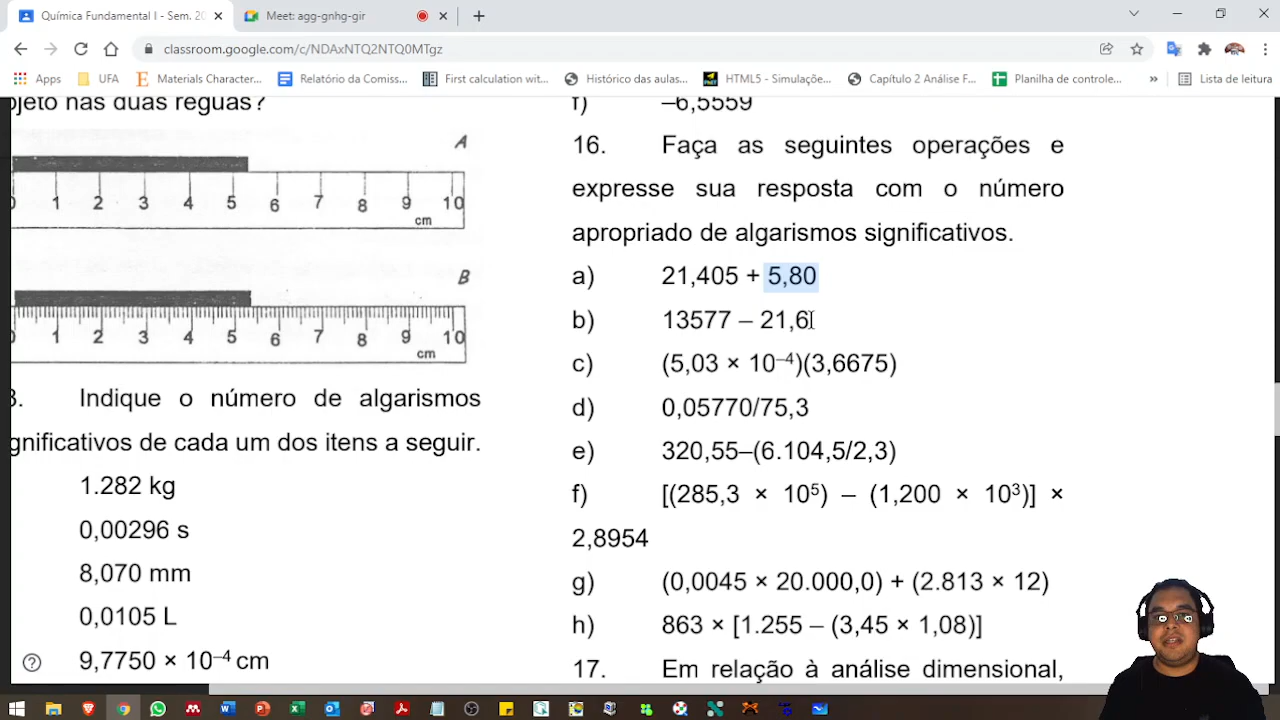 Química Fundamental I - Sem. 20
Meet: agg-gnhg-gir
classroom.google.com/c/NDAxNTQ2NTQ0MTgz
Apps
UFA
Materials Character...
Relatório da Comiss...
First calculation wit...
Histórico das aulas...
HTML5 - Simulaçõe...
Capítulo 2 Análise F...
Planilha de controle...
»
Lista de leitura
ojeto nas duas réguas?
A
0 1 2 3 4 5 6 7 8 9 10
cm
B
0 1 2 3 4 5 6 7 8 9 10
cm
3. Indique o número de algarismos
gnificativos de cada um dos itens a seguir.
1.282 kg
0,00296 s
8,070 mm
0,0105 L
9,7750 × 10⁻⁴ cm
f) –6,5559
16. Faça as seguintes operações e
expresse sua resposta com o número
apropriado de algarismos significativos.
a) 21,405 + 5,80
b) 13577 – 21,6
c) (5,03 × 10⁻⁴)(3,6675)
d) 0,05770/75,3
e) 320,55–(6.104,5/2,3)
f) [(285,3 × 10⁵) – (1,200 × 10³)] ×
2,8954
g) (0,0045 × 20.000,0) + (2.813 × 12)
h) 863 × [1.255 – (3,45 × 1,08)]
17. Em relação à análise dimensional,